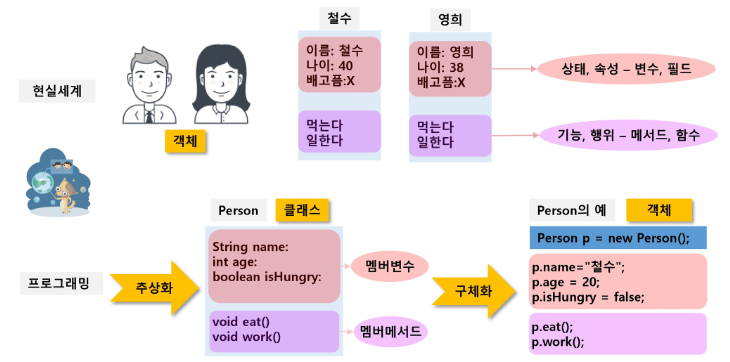 철수
영희
이름: 철수
나이: 40
배고픔:X
이름: 영희
나이: 38
배고픔:X
상태, 속성 – 변수, 필드
현실세계
객체
먹는다
일한다
먹는다
일한다
기능, 행위 – 메서드, 함수
Person
클래스
Person의 예
객체
Person p = new Person();
String name:
int age:
boolean isHungry:
멤버변수
p.name="철수";
p.age = 20;
p.isHungry = false;
프로그래밍
추상화
구체화
void eat()
void work()
멤버메서드
p.eat();
p.work();